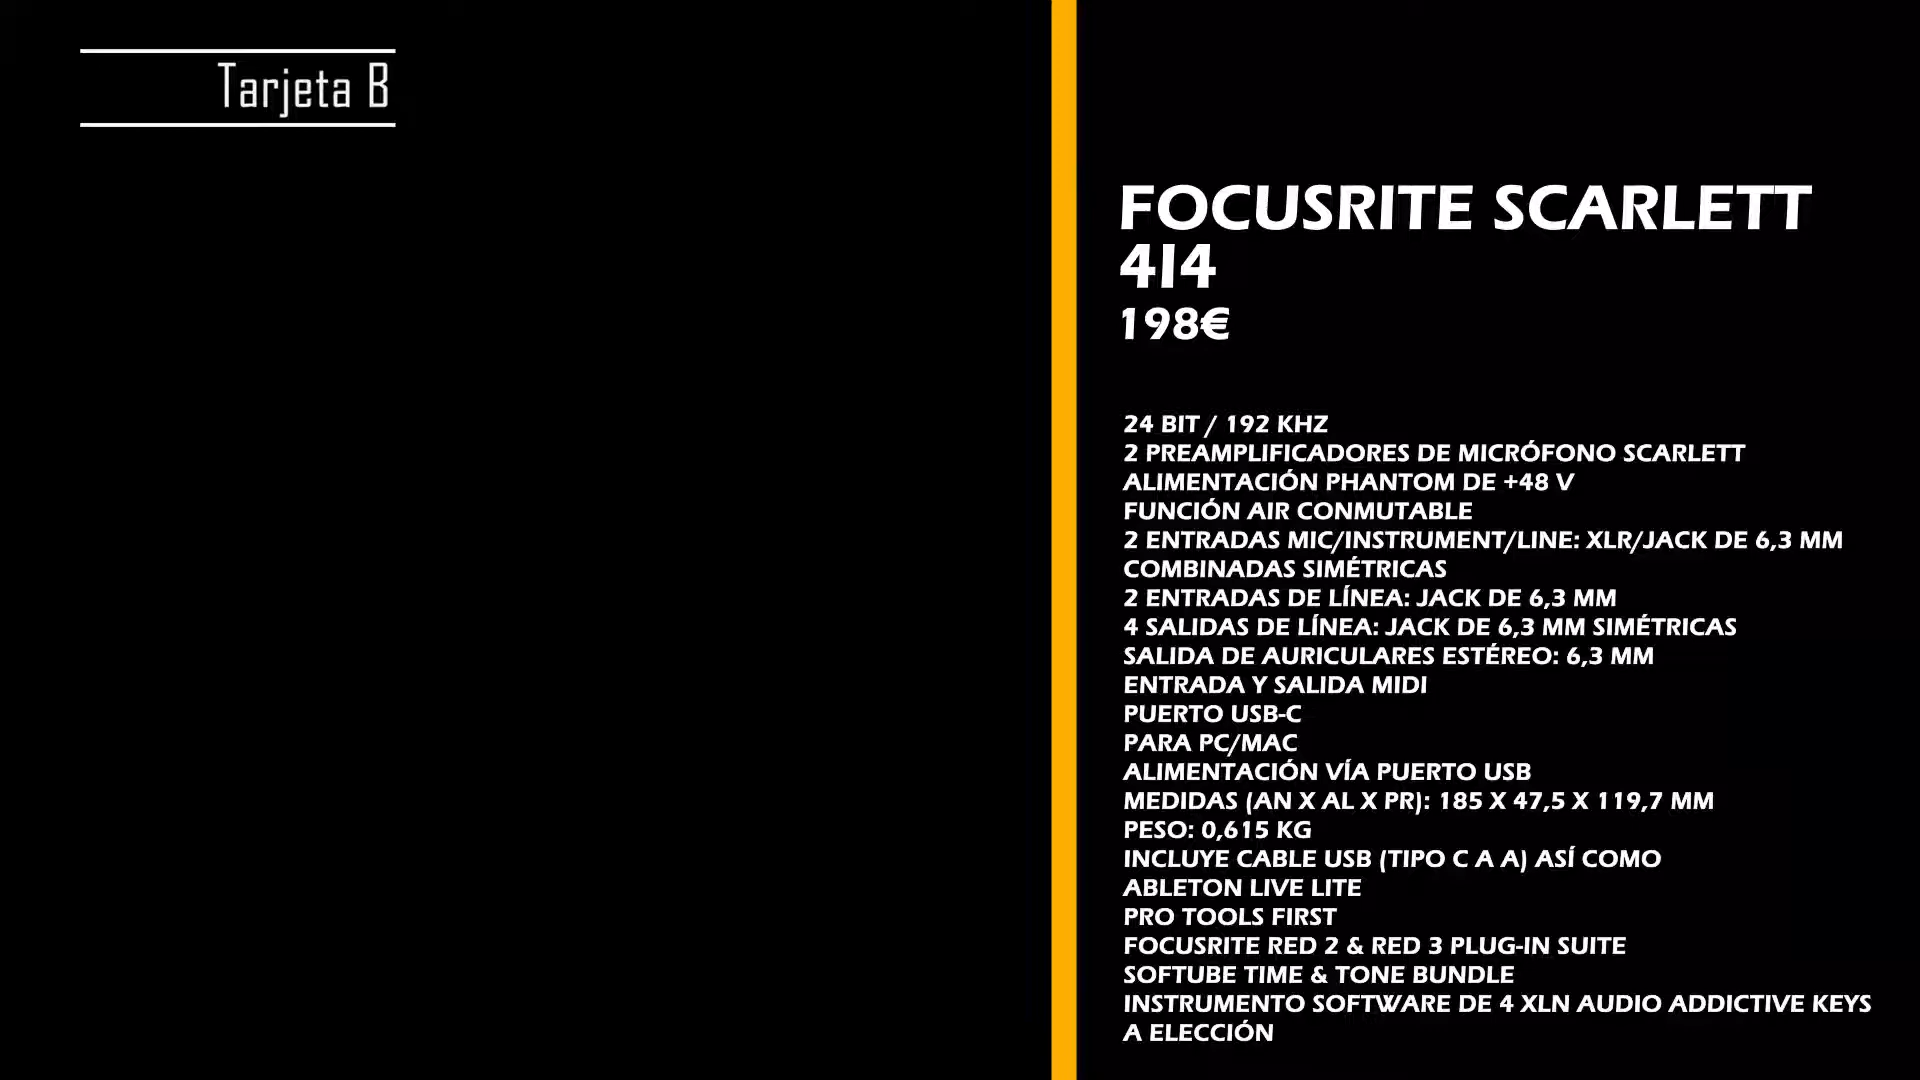 Tarjeta B
FOCUSRITE SCARLETT
4I4
198€
24 BIT / 192 KHZ
2 PREAMPLIFICADORES DE MICRÓFONO SCARLETT
ALIMENTACIÓN PHANTOM DE +48 V
FUNCIÓN AIR CONMUTABLE
2 ENTRADAS MIC/INSTRUMENT/LINE: XLR/JACK DE 6,3 MM
COMBINADAS SIMÉTRICAS
2 ENTRADAS DE LÍNEA: JACK DE 6,3 MM
4 SALIDAS DE LÍNEA: JACK DE 6,3 MM SIMÉTRICAS
SALIDA DE AURICULARES ESTÉREO: 6,3 MM
ENTRADA Y SALIDA MIDI
PUERTO USB-C
PARA PC/MAC
ALIMENTACIÓN VÍA PUERTO USB
MEDIDAS (AN X AL X PR): 185 X 47,5 X 119,7 MM
PESO: 0,615 KG
INCLUYE CABLE USB (TIPO C A A) ASÍ COMO
ABLETON LIVE LITE
PRO TOOLS FIRST
FOCUSRITE RED 2 & RED 3 PLUG-IN SUITE
SOFTUBE TIME & TONE BUNDLE
INSTRUMENTO SOFTWARE DE 4 XLN AUDIO ADDICTIVE KEYS
A ELECCIÓN